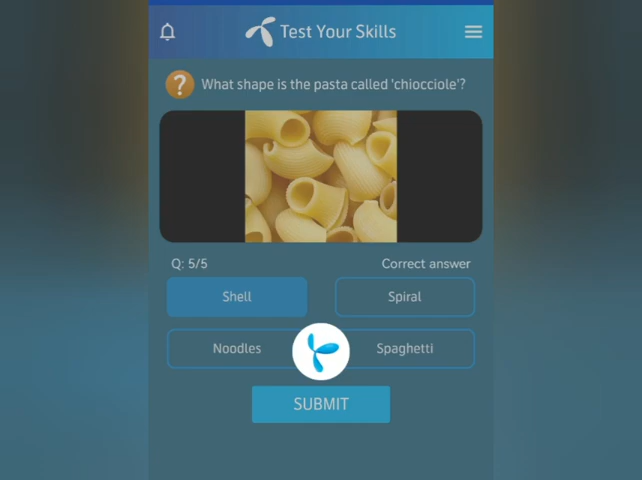 Test Your Skills
? What shape is the pasta called 'chiocciole'?
Q: 5/5 Correct answer
Shell Spiral
Noodles Spaghetti
SUBMIT